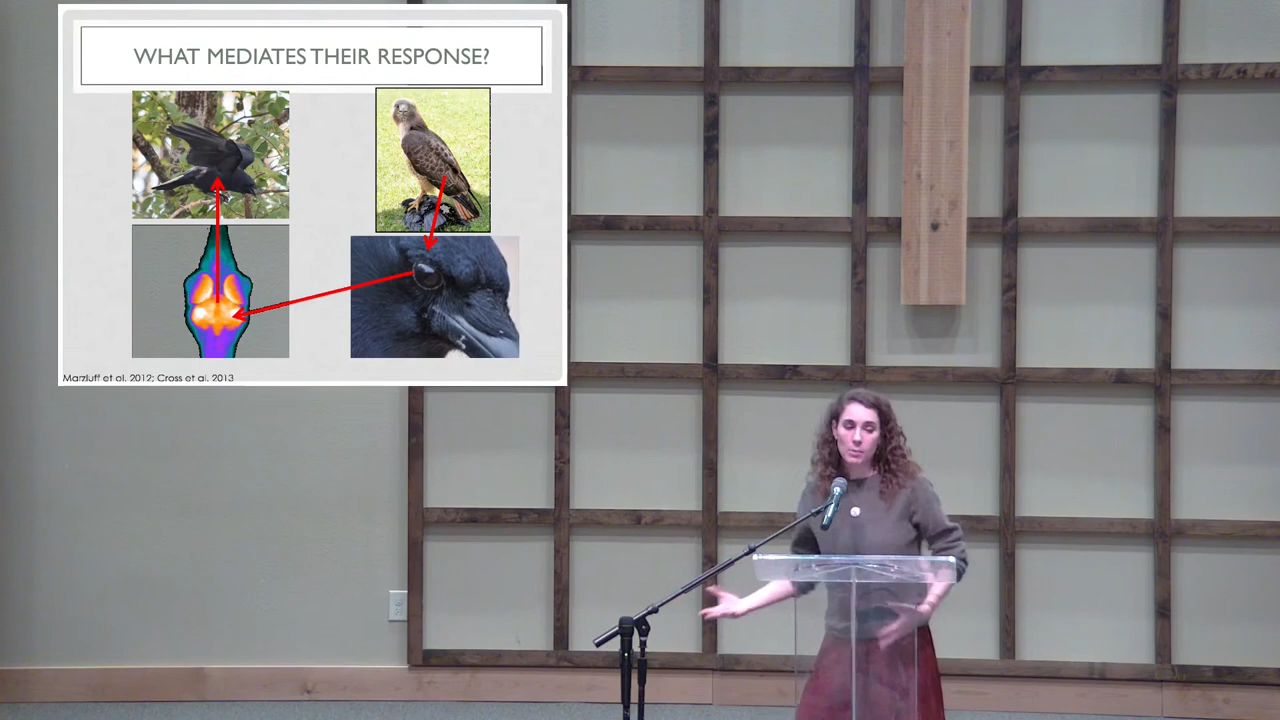 WHAT MEDIATES THEIR RESPONSE?
Marzluff et al. 2012; Cross et al. 2013